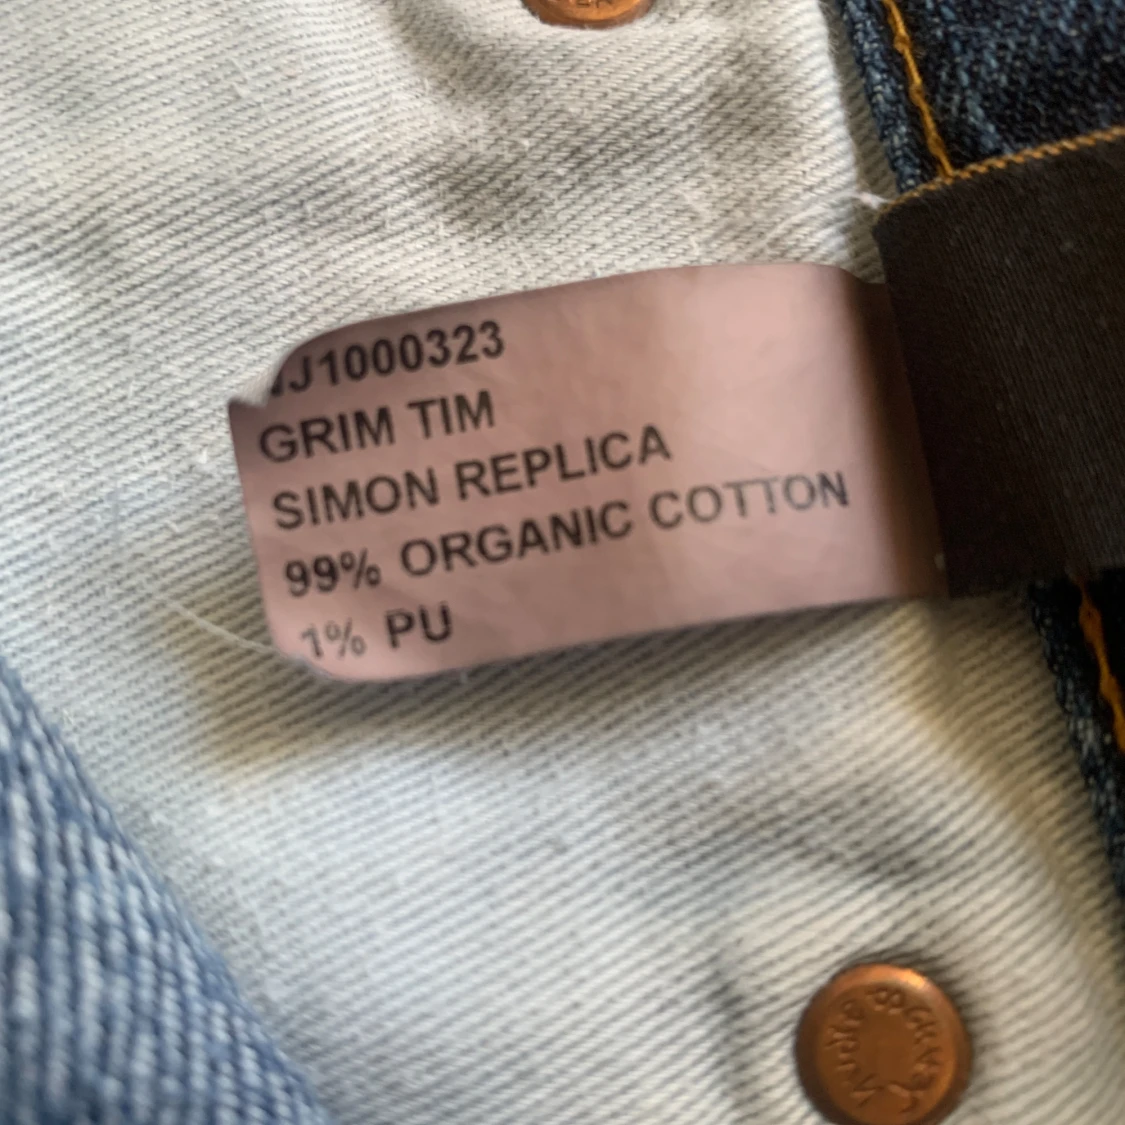 NJ1000323
GRIM TIM
SIMON REPLICA
99% ORGANIC COTTON
1% PU